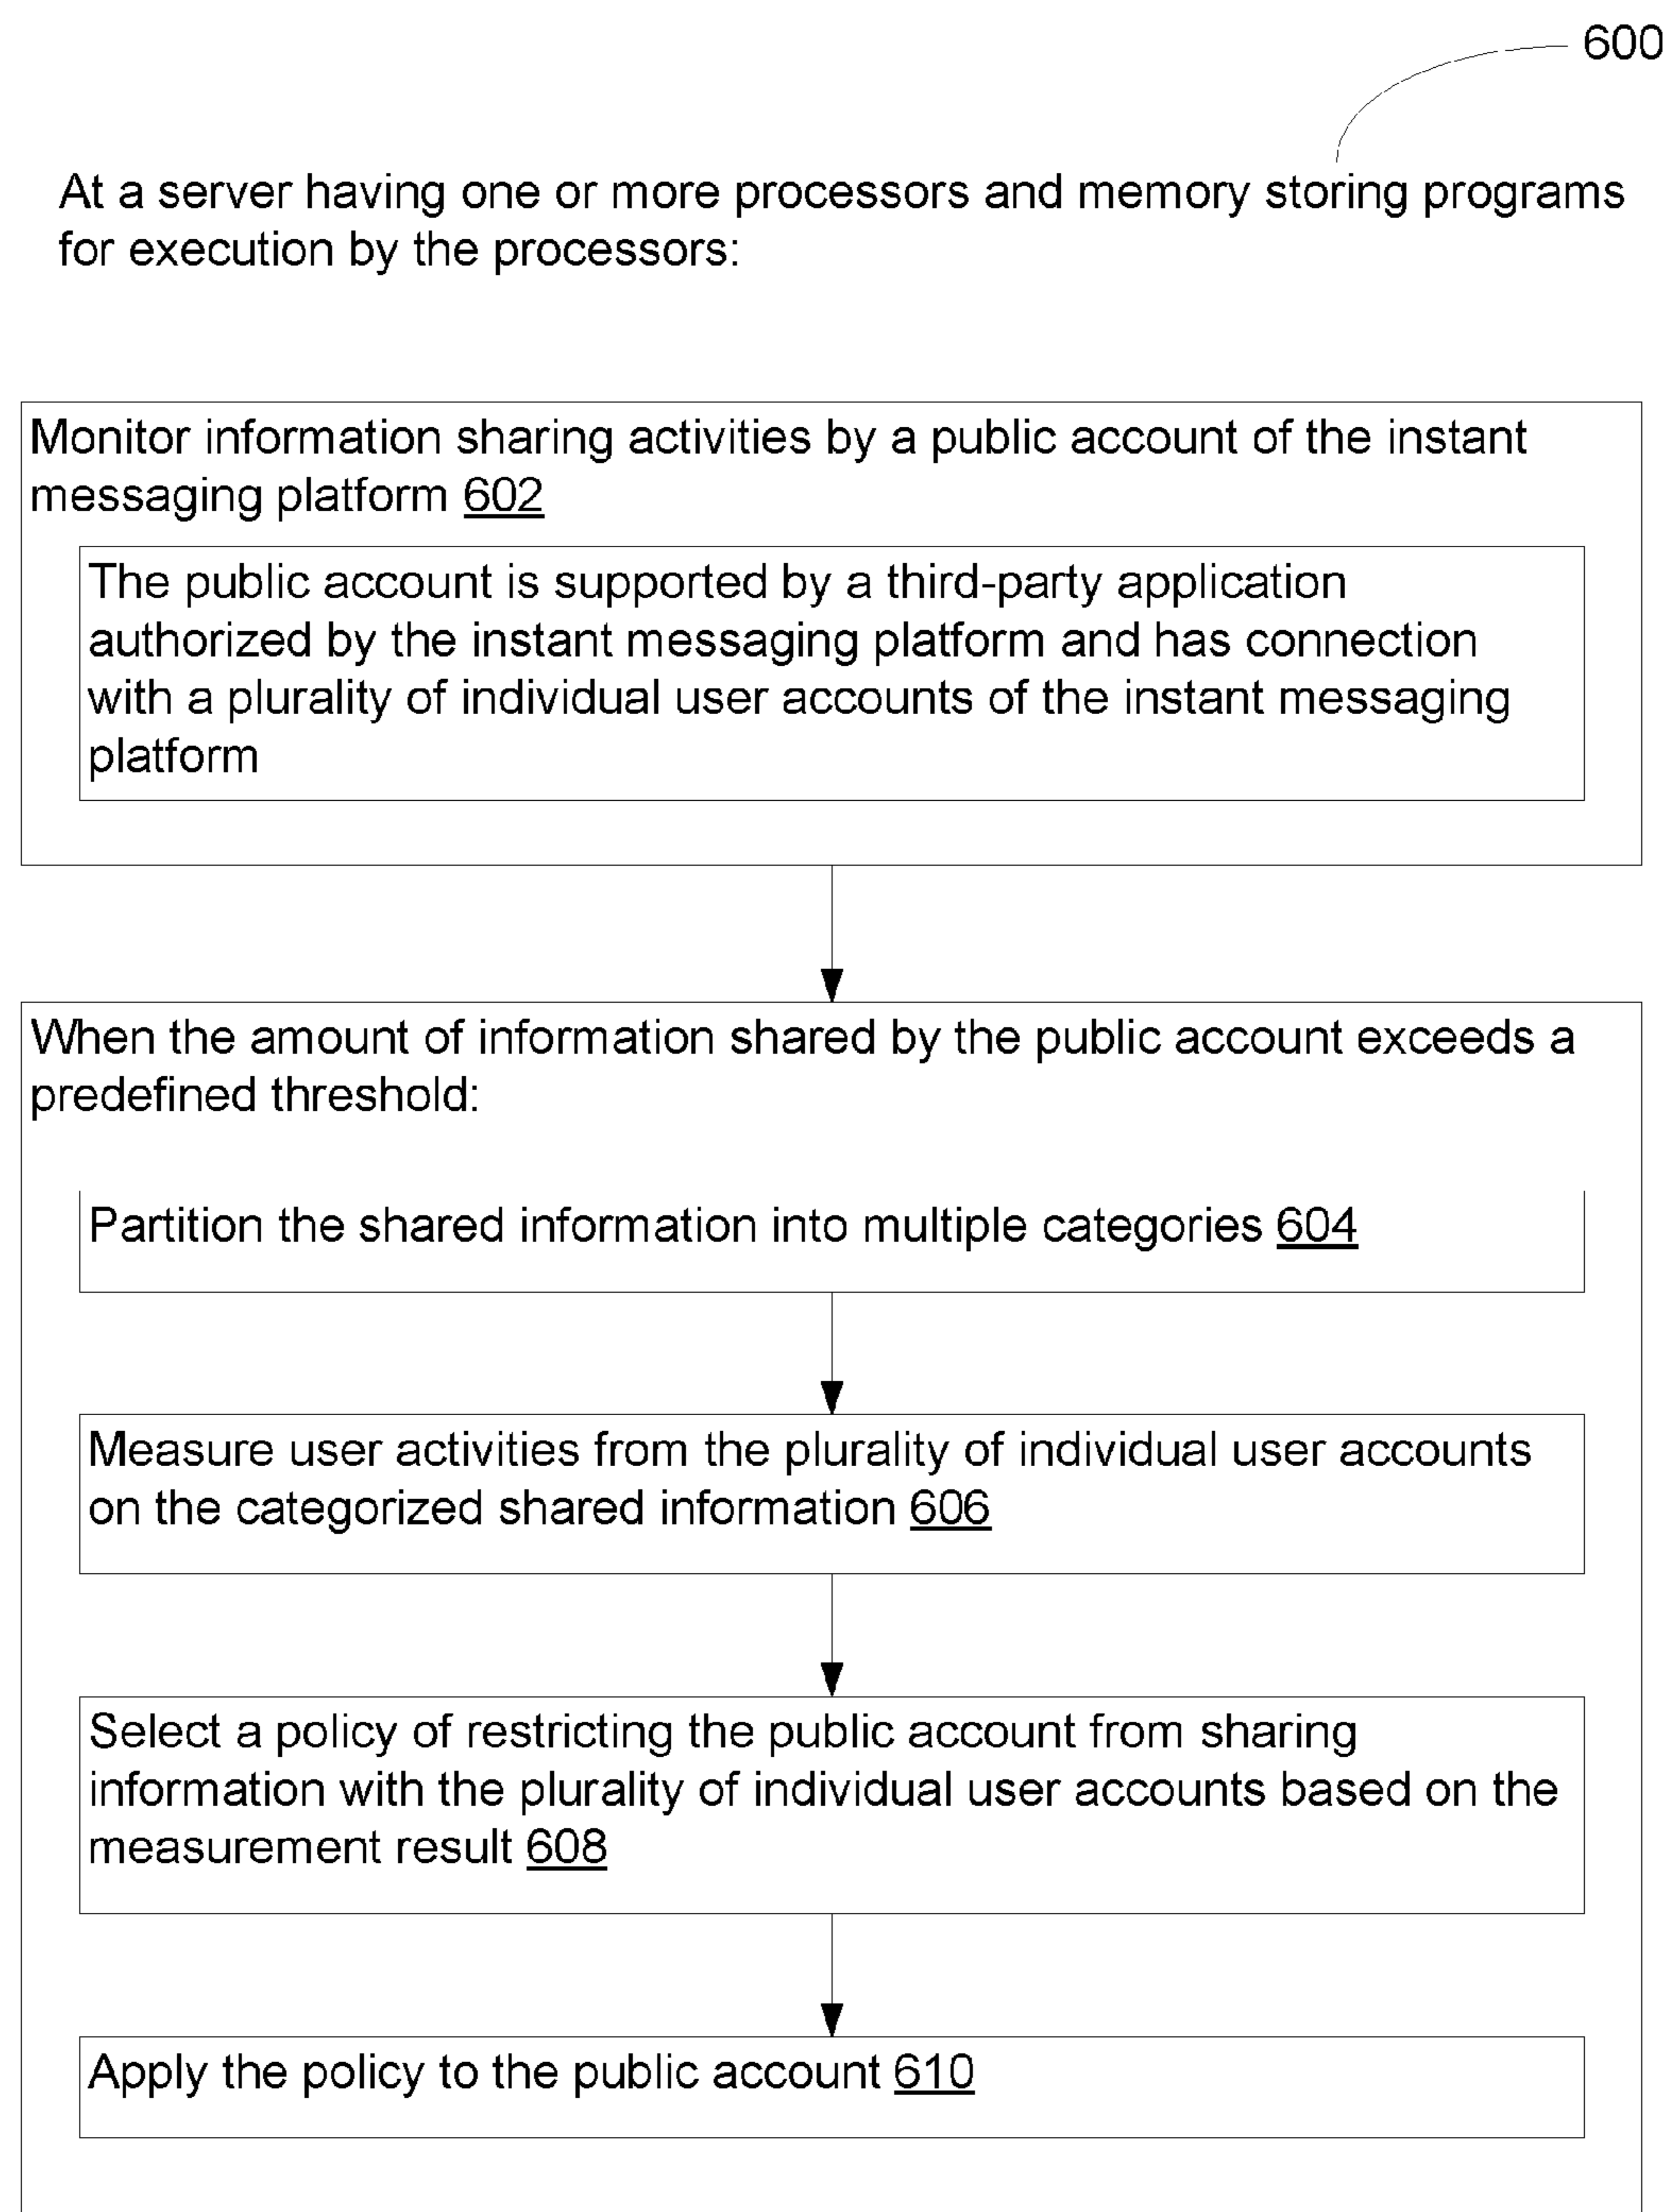 600
At a server having one or more processors and memory storing programs
for execution by the processors:
Monitor information sharing activities by a public account of the instant
messaging platform 602
The public account is supported by a third-party application
authorized by the instant messaging platform and has connection
with a plurality of individual user accounts of the instant messaging
platform
When the amount of information shared by the public account exceeds a
predefined threshold:
Partition the shared information into multiple categories 604
Measure user activities from the plurality of individual user accounts
on the categorized shared information 606
Select a policy of restricting the public account from sharing
information with the plurality of individual user accounts based on the
measurement result 608
Apply the policy to the public account 610